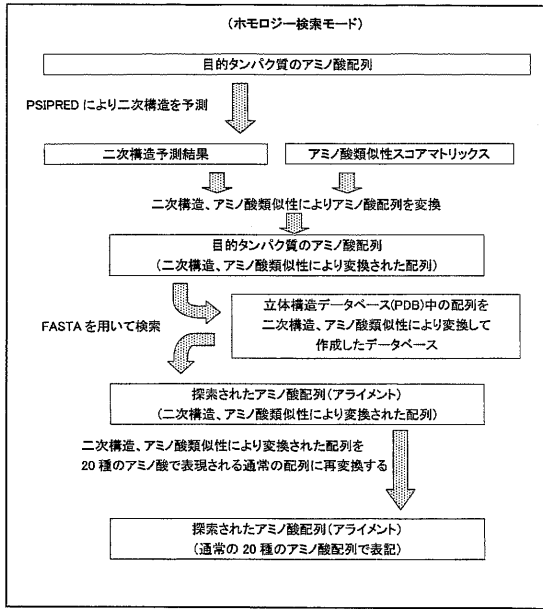 (ホモロジー検索モード)
目的タンパク質のアミノ酸配列
PSIPRED により二次構造を予測
二次構造予測結果
アミノ酸類似性スコアマトリックス
二次構造、アミノ酸類似性によりアミノ酸配列を変換
目的タンパク質のアミノ酸配列
(二次構造、アミノ酸類似性により変換された配列)
立体構造データベース(PDB)中の配列を
二次構造、アミノ酸類似性により変換して
作成したデータベース
FASTA を用いて検索
探索されたアミノ酸配列(アライメント)
(二次構造、アミノ酸類似性により変換された配列)
二次構造、アミノ酸類似性により変換された配列を
20種のアミノ酸で表現される通常の配列に再変換する
探索されたアミノ酸配列(アライメント)
(通常の 20 種のアミノ酸配列で表記)